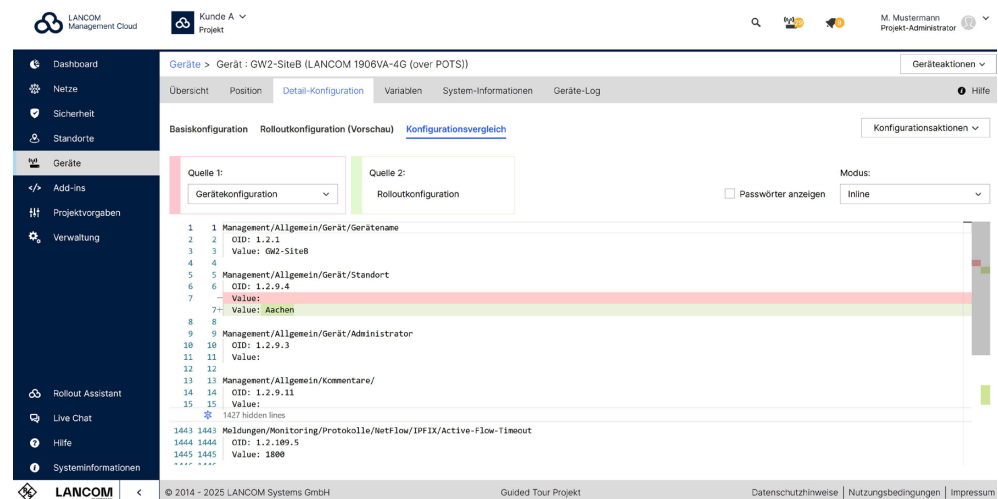 LANCOM
Management Cloud
Kunde A
Projekt
M. Mustermann
Projekt-Administrator
Dashboard
Netze
Sicherheit
Standorte
Geräte
Add-ins
Projektvorgaben
Verwaltung
Rollout Assistant
Live Chat
Hilfe
Systeminformationen
LANCOM
Geräte > Gerät : GW2-SiteB (LANCOM 1906VA-4G (over POTS))
Geräteaktionen
Übersicht Position Detail-Konfiguration Variablen System-Informationen Geräte-Log Hilfe
Basiskonfiguration Rolloutkonfiguration (Vorschau) Konfigurationsvergleich
Konfigurationsaktionen
Quelle 1:
Gerätekonfiguration
Quelle 2:
Rolloutkonfiguration
Passwörter anzeigen
Modus:
Inline
1 1 Management/Allgemein/Gerät/Gerätename
2 2 OID: 1.2.1
3 3 Value: GW2-SiteB
4 4
5 5 Management/Allgemein/Gerät/Standort
6 6 OID: 1.2.9.4
7 — Value:
7+ Value: Aachen
8 8
9 9 Management/Allgemein/Gerät/Administrator
10 10 OID: 1.2.9.3
11 11 Value:
12 12
13 13 Management/Allgemein/Kommentare/
14 14 OID: 1.2.9.11
15 15 Value:
1427 hidden lines
1443 1443 Meldungen/Monitoring/Protokolle/NetFlow/IPFIX/Active-Flow-Timeout
1444 1444 OID: 1.2.109.5
1445 1445 Value: 1800
© 2014 - 2025 LANCOM Systems GmbH
Guided Tour Projekt
Datenschutzhinweise | Nutzungsbedingungen | Impressum